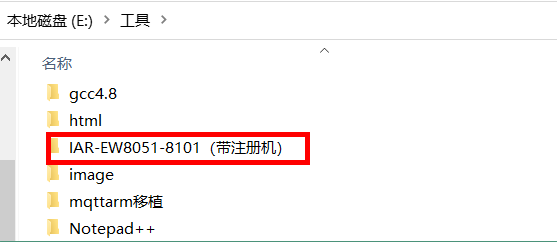 本地磁盘 (E:) > 工具 >
名称
gcc4.8
html
IAR-EW8051-8101（带注册机）
image
mqttarm移植
Notepad++